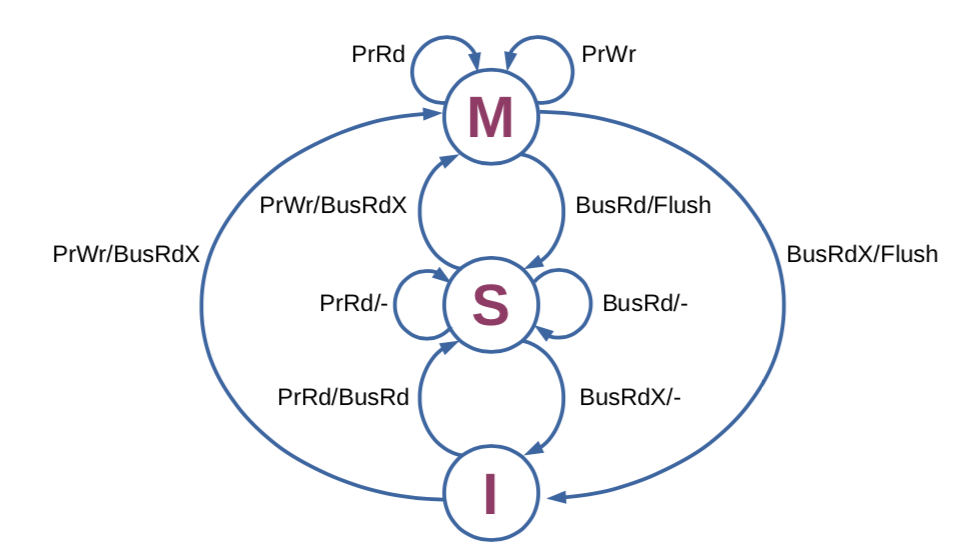 PrRd
PrWr
M
PrWr/BusRdX
BusRd/Flush
PrWr/BusRdX
BusRdX/Flush
PrRd/-
S
BusRd/-
PrRd/BusRd
BusRdX/-
I